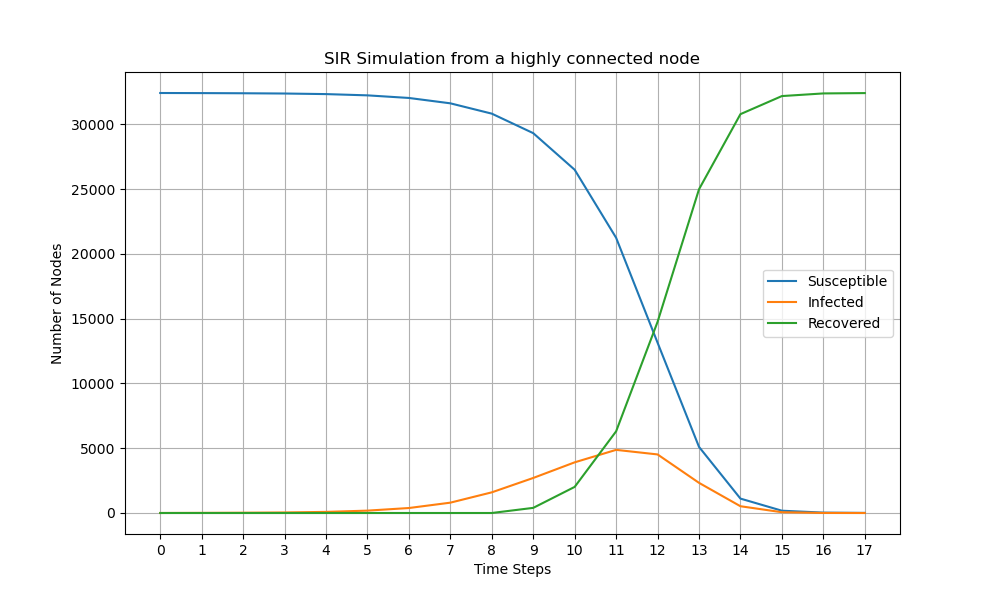 SIR Simulation from a highly connected node
Number of Nodes
30000
25000
20000
15000
10000
5000
0
Susceptible
Infected
Recovered
0 1 2 3 4 5 6 7 8 9 10 11 12 13 14 15 16 17
Time Steps